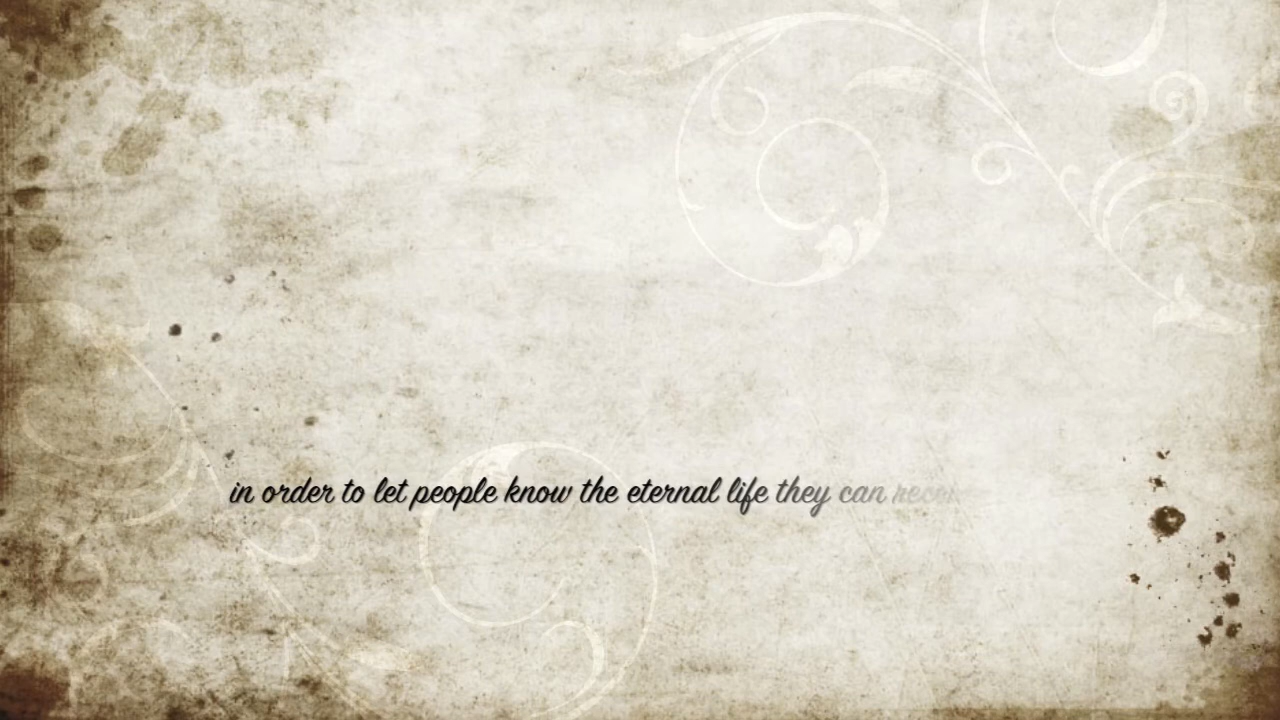 in order to let people know the eternal life they can